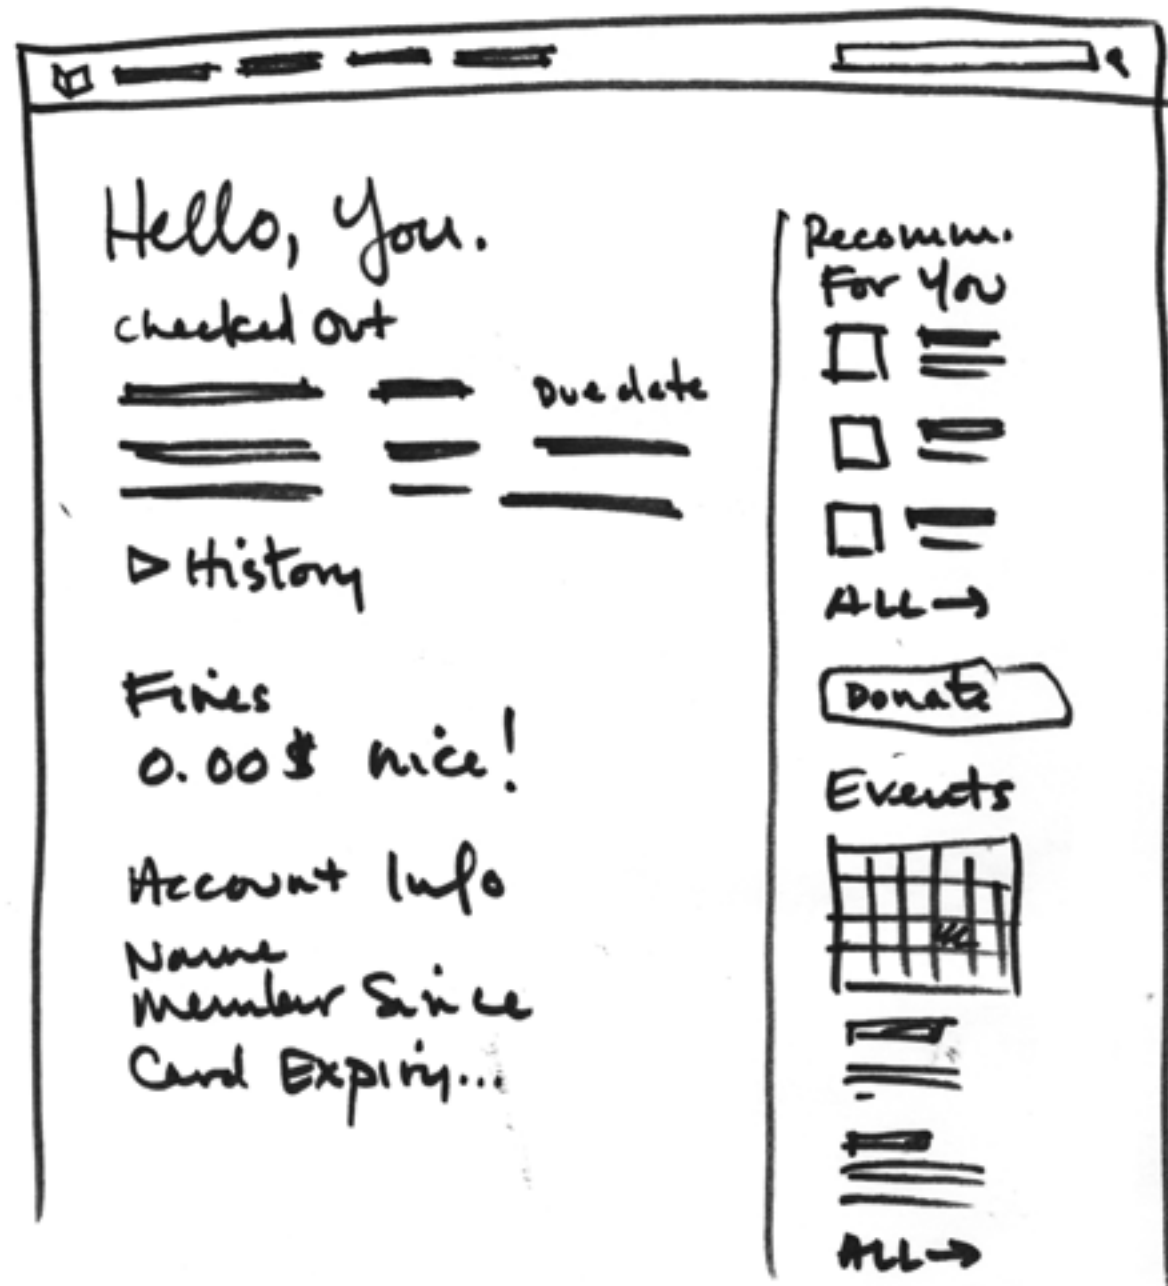 Hello, You.
Checked Out
Due date
▷ History
Fines
0.00$ nice!
Account Info
Name
Member Since
Card Expiry...
Recomm.
For You
ALL→
Donate
Events
ALL→